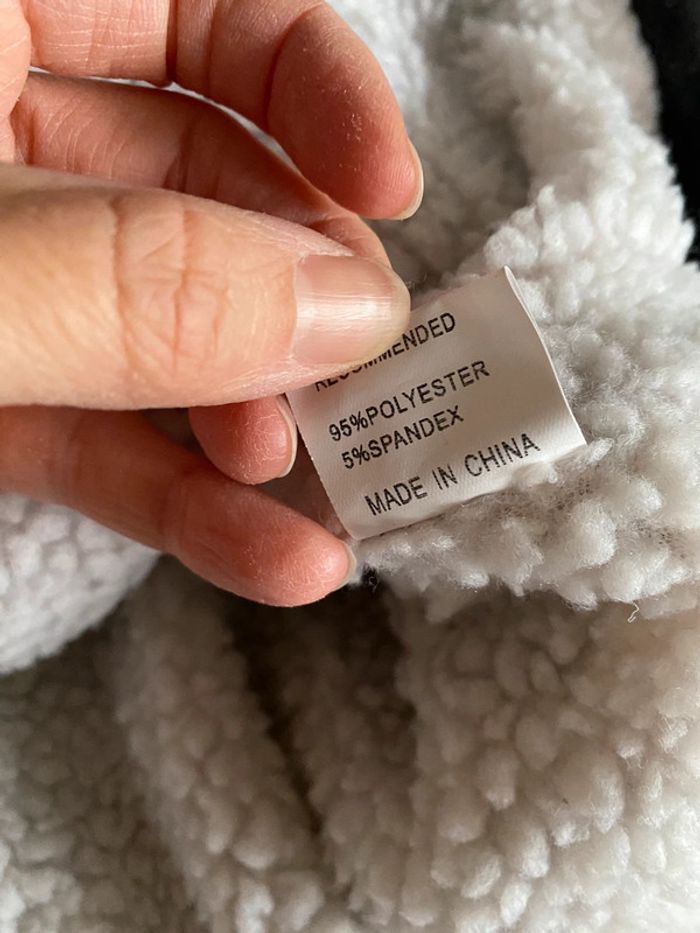 RECOMMENDED
95%POLYESTER
5%SPANDEX
MADE IN CHINA